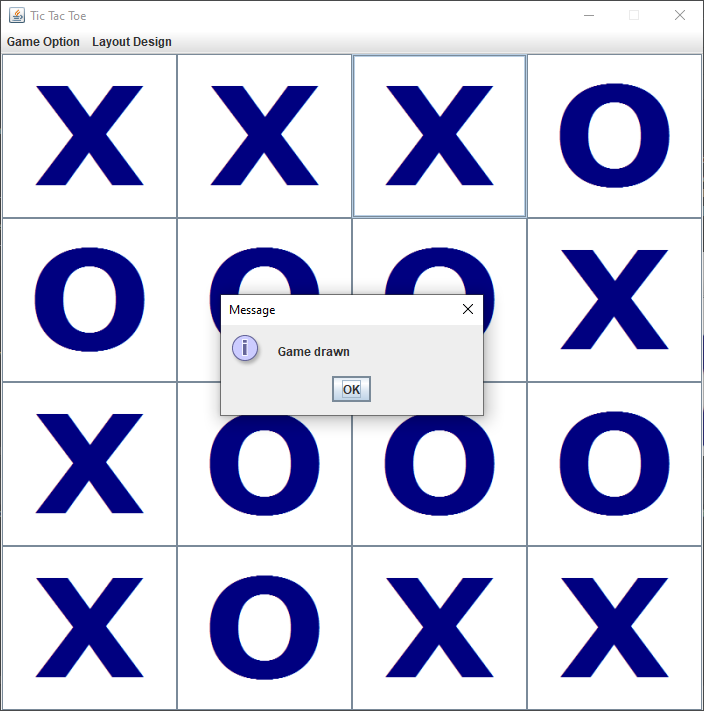 Tic Tac Toe
Game Option Layout Design
X X X O
O O O X
Message
Game drawn
OK
X O O O
X O X X